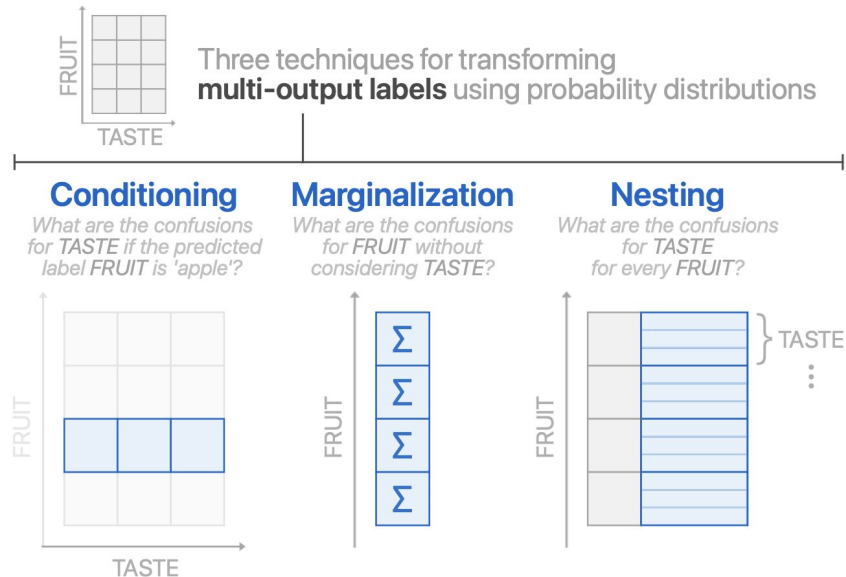 FRUIT
TASTE
Three techniques for transforming
multi-output labels using probability distributions
Conditioning
What are the confusions
for TASTE if the predicted
label FRUIT is 'apple'?
FRUIT
TASTE
Marginalization
What are the confusions
for FRUIT without
considering TASTE?
FRUIT
Σ
Σ
Σ
Σ
Nesting
What are the confusions
for TASTE
for every FRUIT?
FRUIT
TASTE